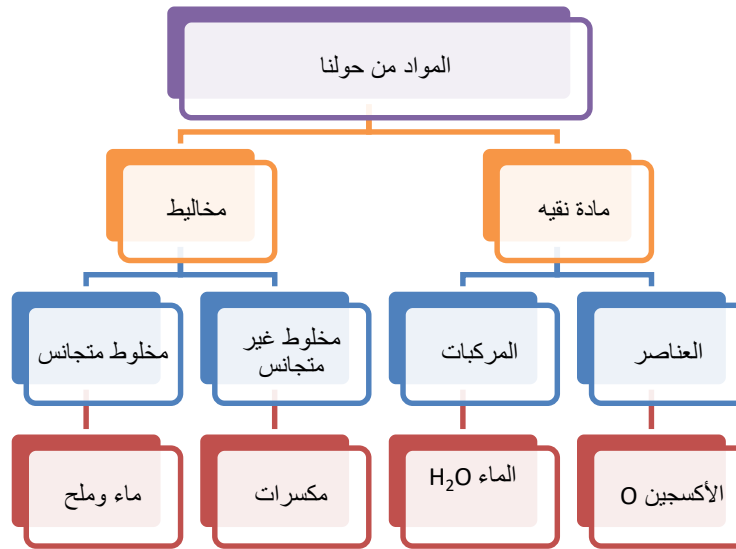 المواد من حولنا
مادة نقيه
مخاليط
العناصر
المركبات
مخلوط غير
متجانس
مخلوط متجانس
الأكسجين O
الماء H₂O
مكسرات
ماء وملح